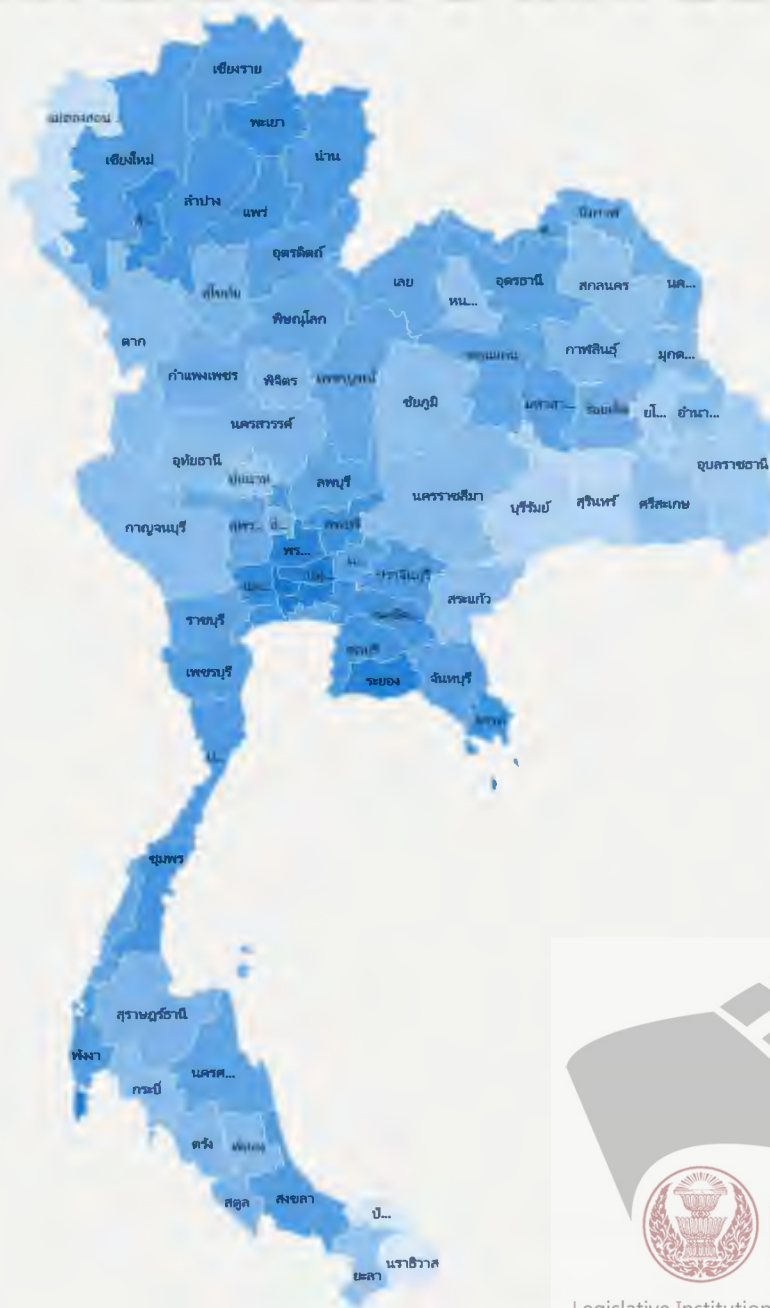 เชียงราย
แม่ฮ่องสอน
พะเยา
เชียงใหม่
น่าน
ลำปาง
แพร่
ลำ...
บึงกาฬ
อุตรดิตถ์
เลย
อุดรธานี
สกลนคร
นค...
สุโขทัย
หน...
พิษณุโลก
ตาก
กาฬสินธุ์
มุกด...
ขอนแก่น
กำแพงเพชร
พิจิตร
เพชรบูรณ์
ชัยภูมิ
มหาสา...
ร้อยเอ็ด
ยโ...
อำนา...
นครสวรรค์
อุทัยธานี
อุบลราชธานี
ชัยนาท
ลพบุรี
นครราชสีมา
บุรีรัมย์
สุรินทร์
ศรีสะเกษ
กาญจนบุรี
สุพร...
สระบุรี
พร...
ปราจีนบุรี
สระแก้ว
ราชบุรี
ชลบุรี
เพชรบุรี
ระยอง
จันทบุรี
ตราด
ป...
ชุมพร
สุราษฎร์ธานี
พังงา
นครศ...
กระบี่
ตรัง
พัทลุง
สตูล
สงขลา
ปั...
นราธิวาส
ยะลา